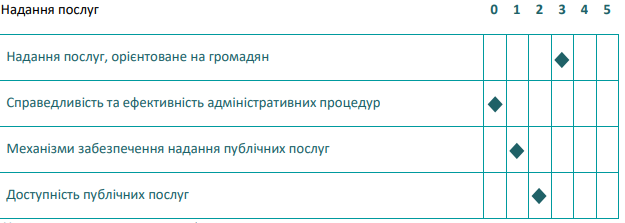 Надання послуг 0 1 2 3 4 5
Надання послуг, орієнтоване на громадян
Справедливість та ефективність адміністративних процедур
Механізми забезпечення надання публічних послуг
Доступність публічних послуг